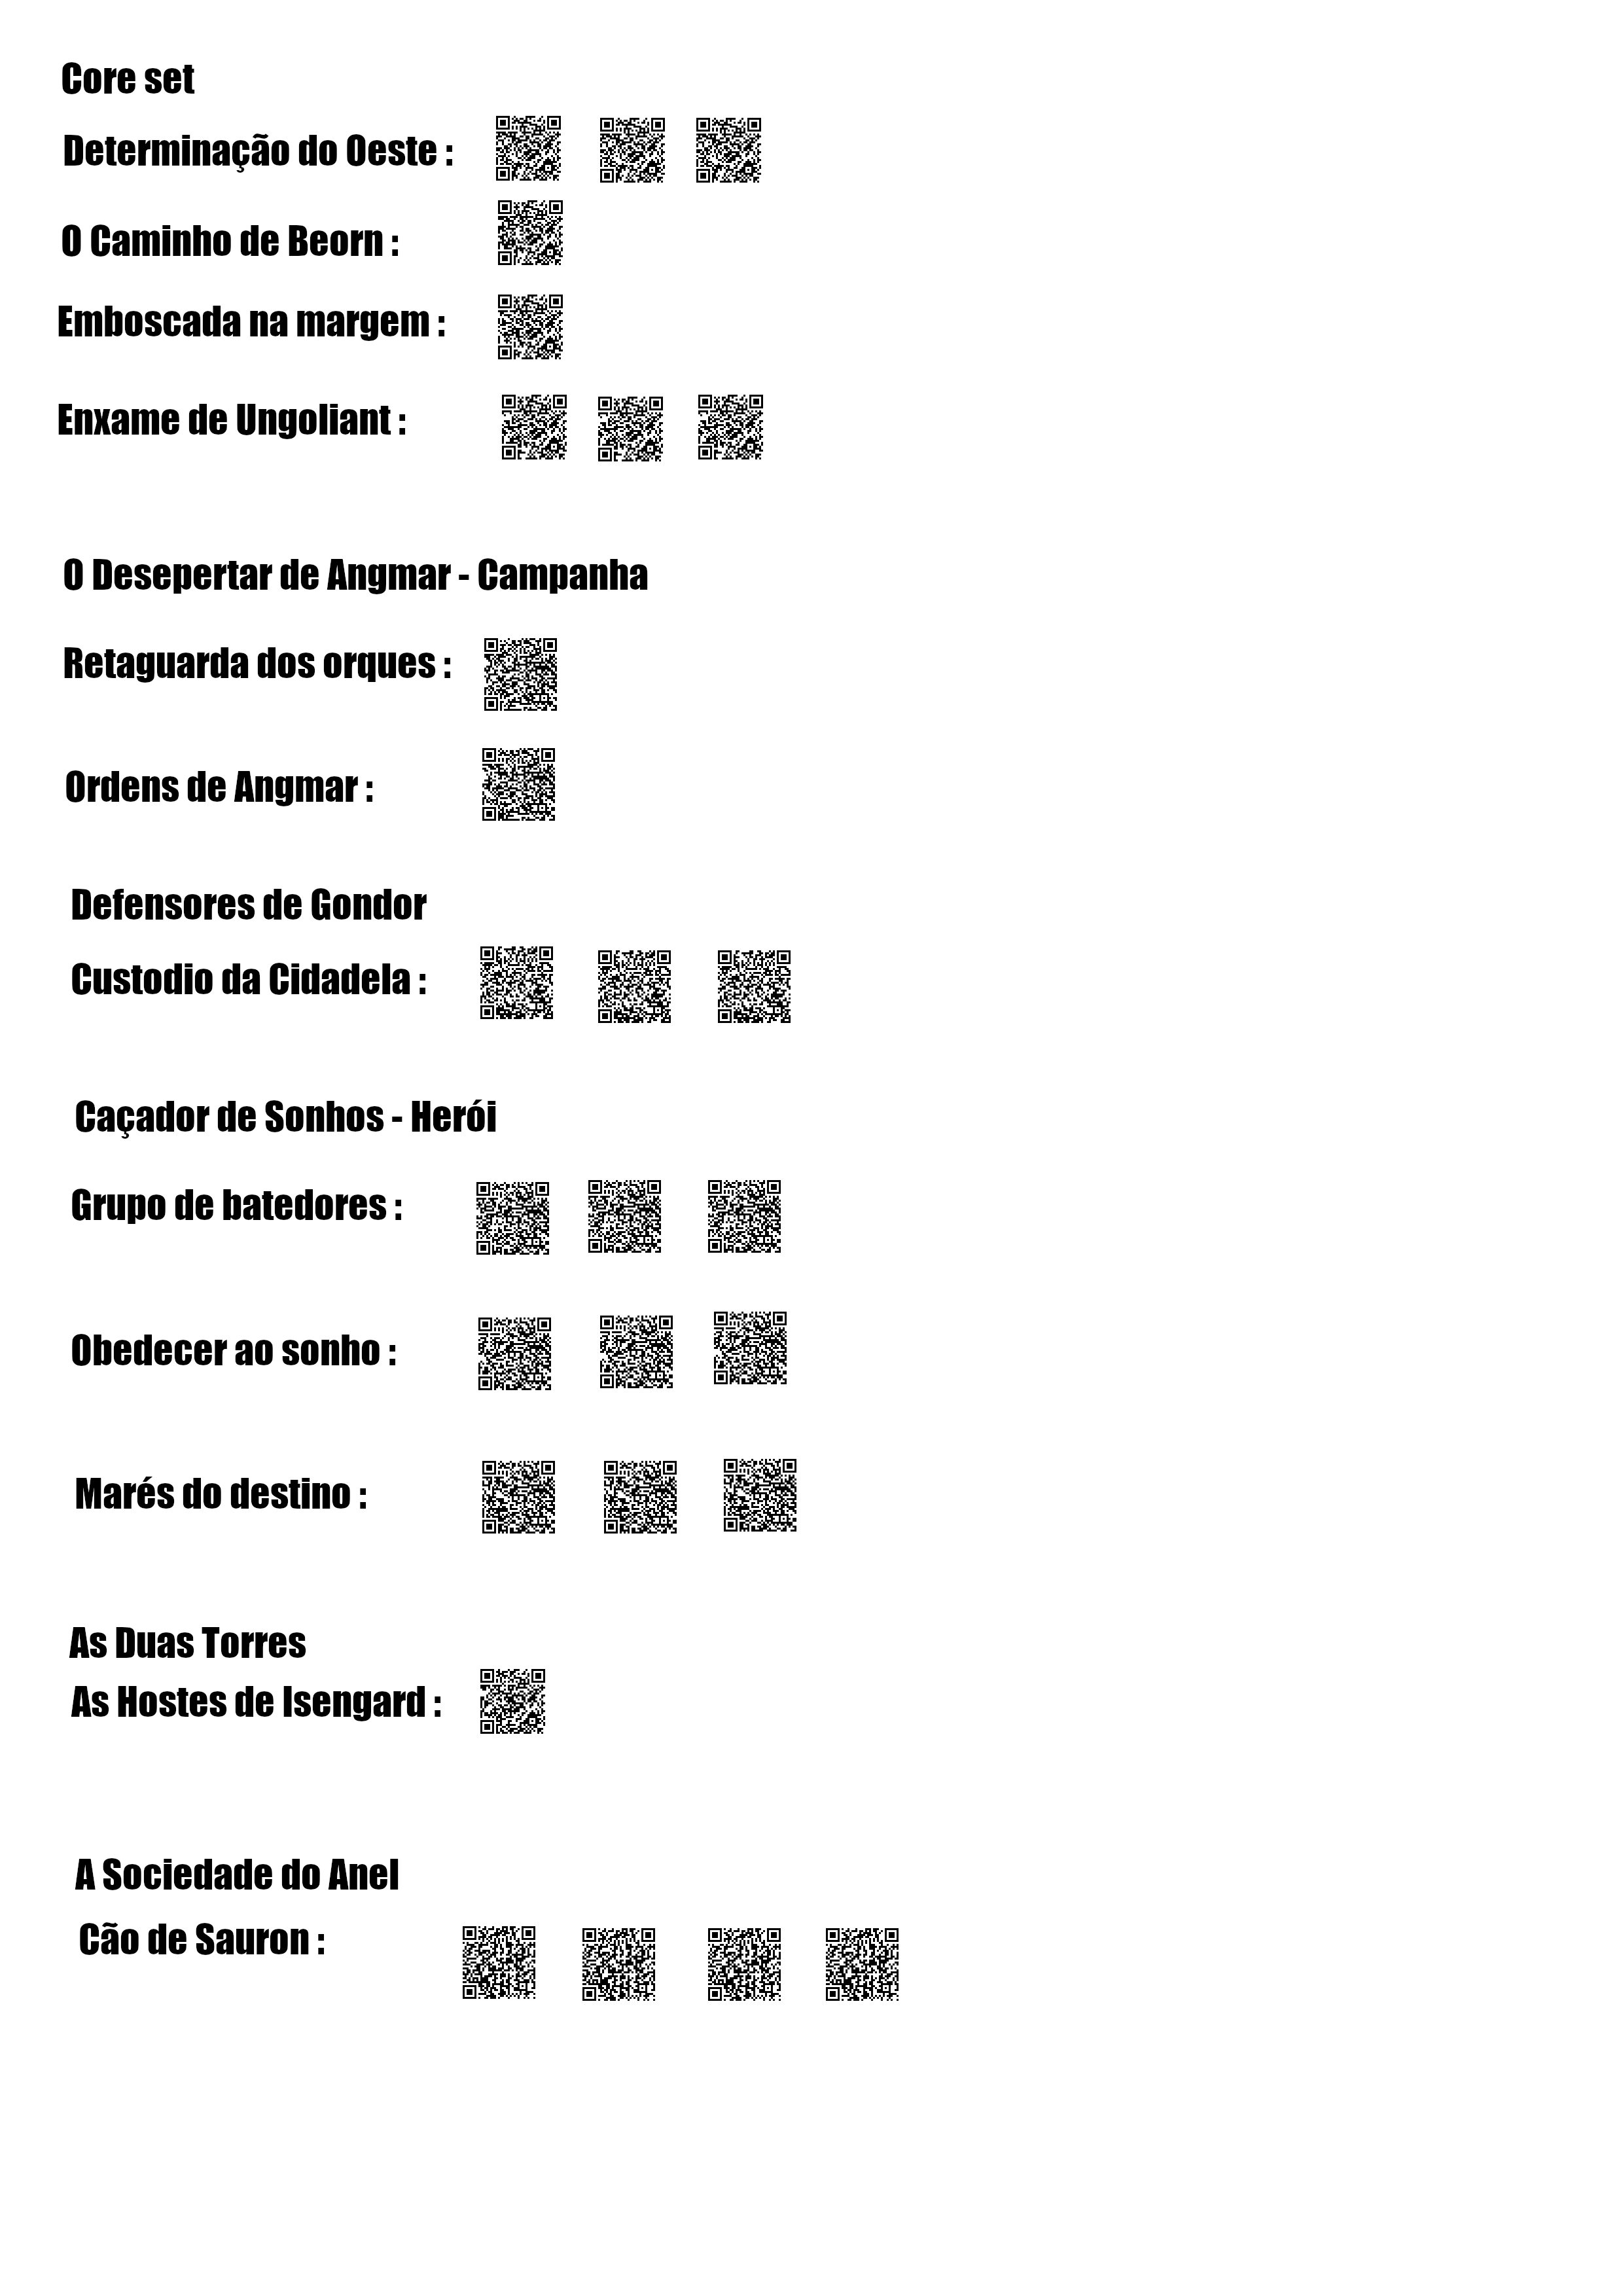 Core set
Determinação do Oeste :
O Caminho de Beorn :
Emboscada na margem :
Enxame de Ungoliant :
O Desepertar de Angmar - Campanha
Retaguarda dos orques :
Ordens de Angmar :
Defensores de Gondor
Custodio da Cidadela :
Caçador de Sonhos - Herói
Grupo de batedores :
Obedecer ao sonho :
Marés do destino :
As Duas Torres
As Hostes de Isengard :
A Sociedade do Anel
Cão de Sauron :